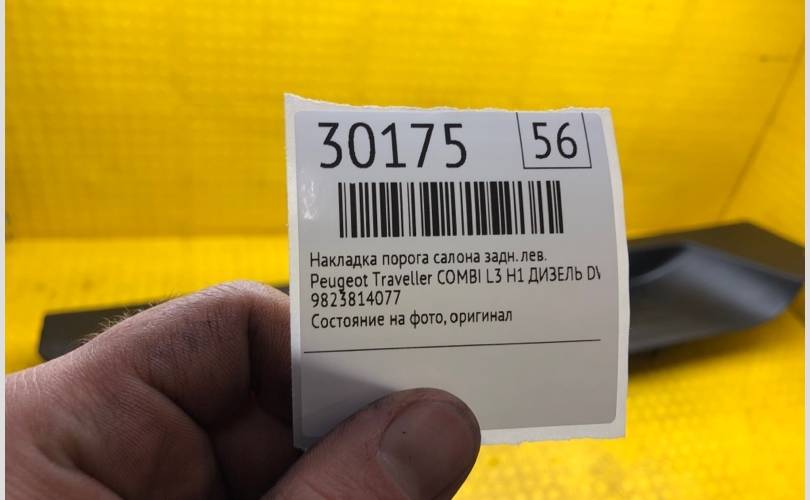 30175 56
Накладка порога салона задн. лев.
Peugeot Traveller COMBI L3 H1 ДИЗЕЛЬ
9823814077
Состояние на фото, оригинал